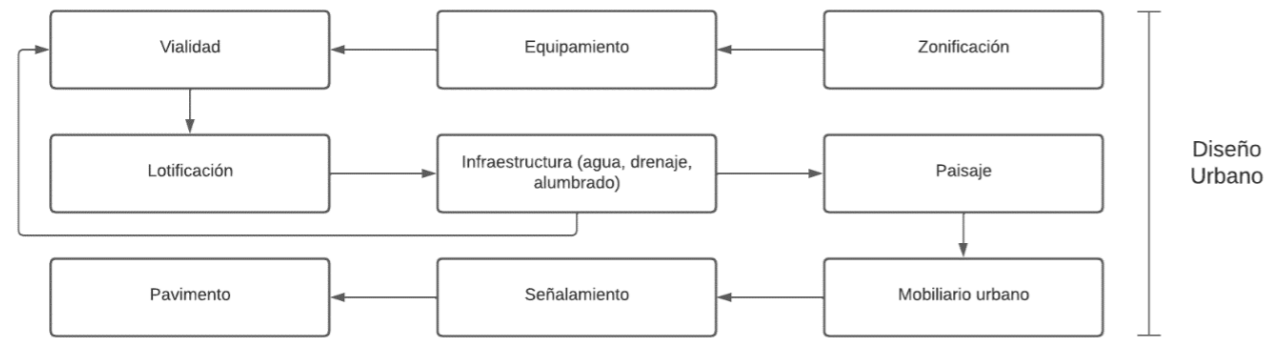 Vialidad
Equipamiento
Zonificación
Lotificación
Infraestructura (agua, drenaje,
alumbrado)
Paisaje
Diseño
Urbano
Pavimento
Señalamiento
Mobiliario urbano